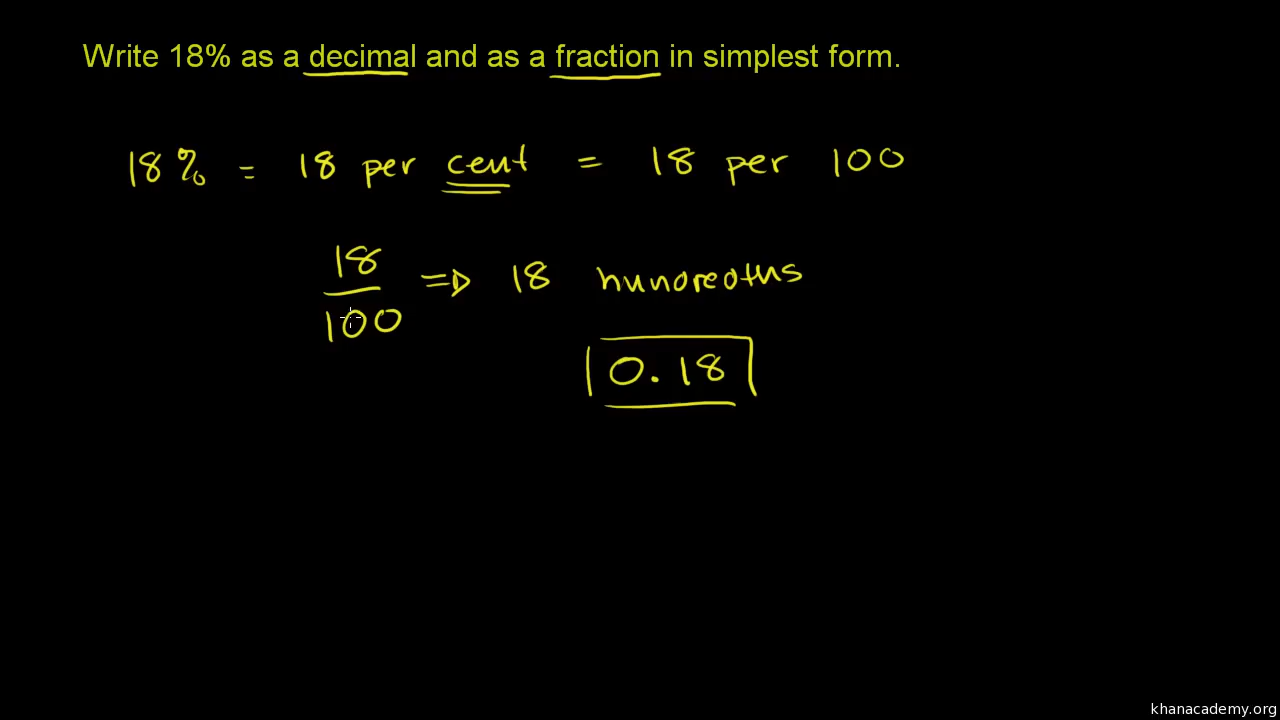 Write 18% as a decimal and as a fraction in simplest form.
18% = 18 per cent = 18 per 100
18/100 ⇒ 18 hundredths
0.18
khanacademy.org